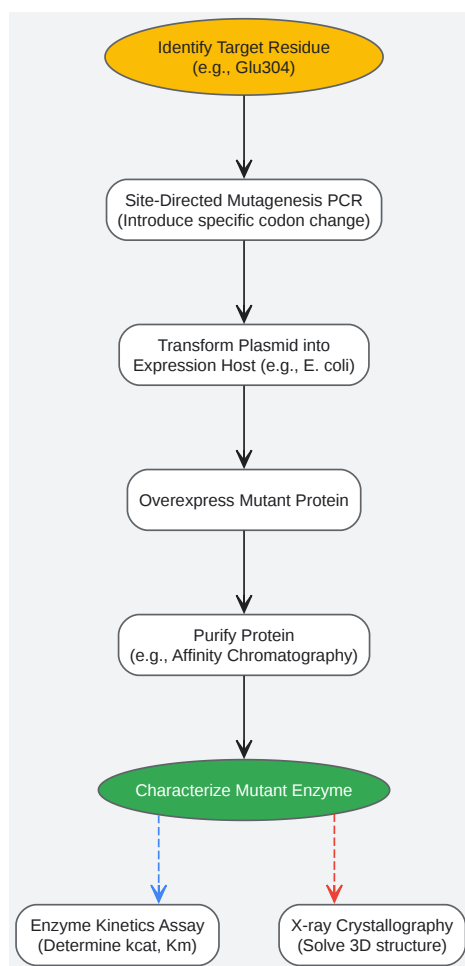 Identify Target Residue
(e.g., Glu304)
Site-Directed Mutagenesis PCR
(Introduce specific codon change)
Transform Plasmid into
Expression Host (e.g., E. coli)
Overexpress Mutant Protein
Purify Protein
(e.g., Affinity Chromatography)
Characterize Mutant Enzyme
Enzyme Kinetics Assay
(Determine kcat, Km)
X-ray Crystallography
(Solve 3D structure)